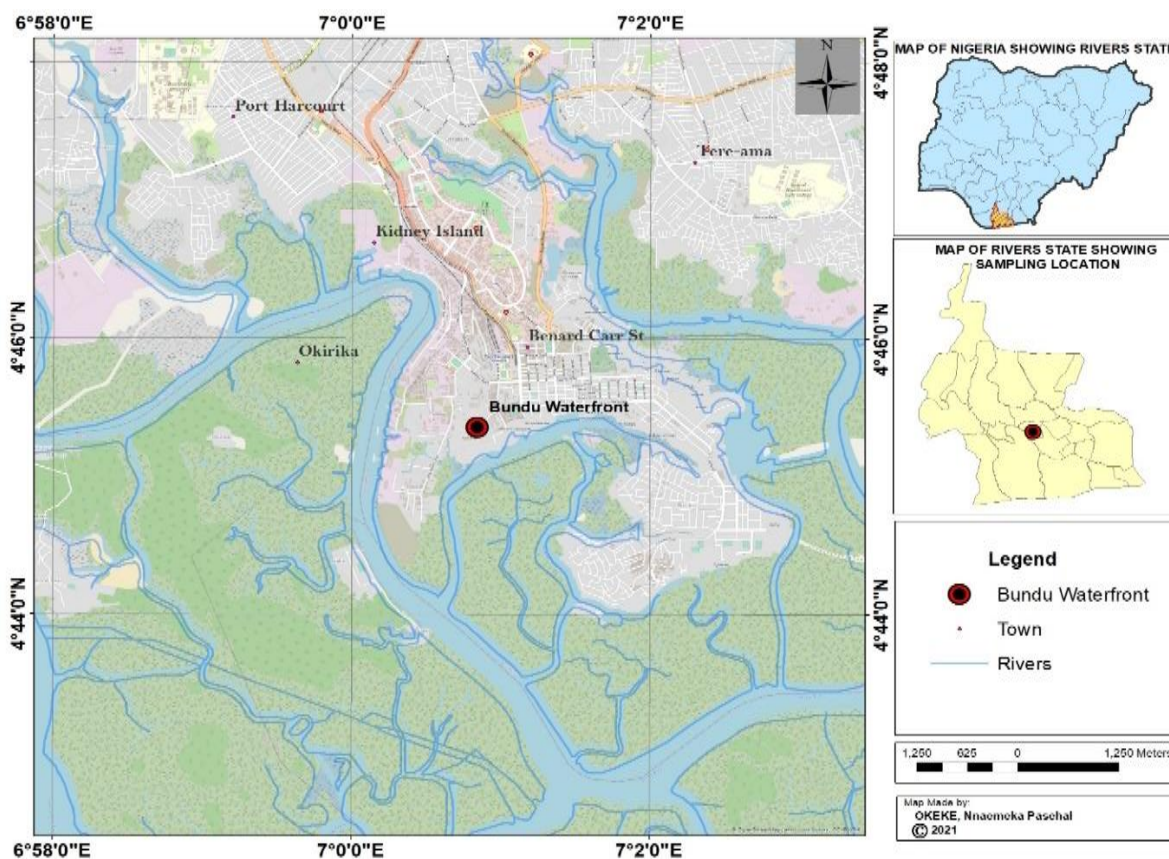 6°58'0"E
7°0'0"E
7°2'0"E
4°48'0"N
4°46'0"N
4°44'0"N
N
Port Harcourt
Tere-ama
Kidney Island
Benard Carr St
Okirika
Bundu Waterfront
4°48'0"N
4°46'0"N
4°44'0"N
6°58'0"E
7°0'0"E
7°2'0"E
MAP OF NIGERIA SHOWING RIVERS STATE
MAP OF RIVERS STATE SHOWING
SAMPLING LOCATION
Legend
Bundu Waterfront
Town
Rivers
1,250 625 0 1,250 Meters
Map Made by:
OKEKE, Nnaemeka Paschal
© 2021